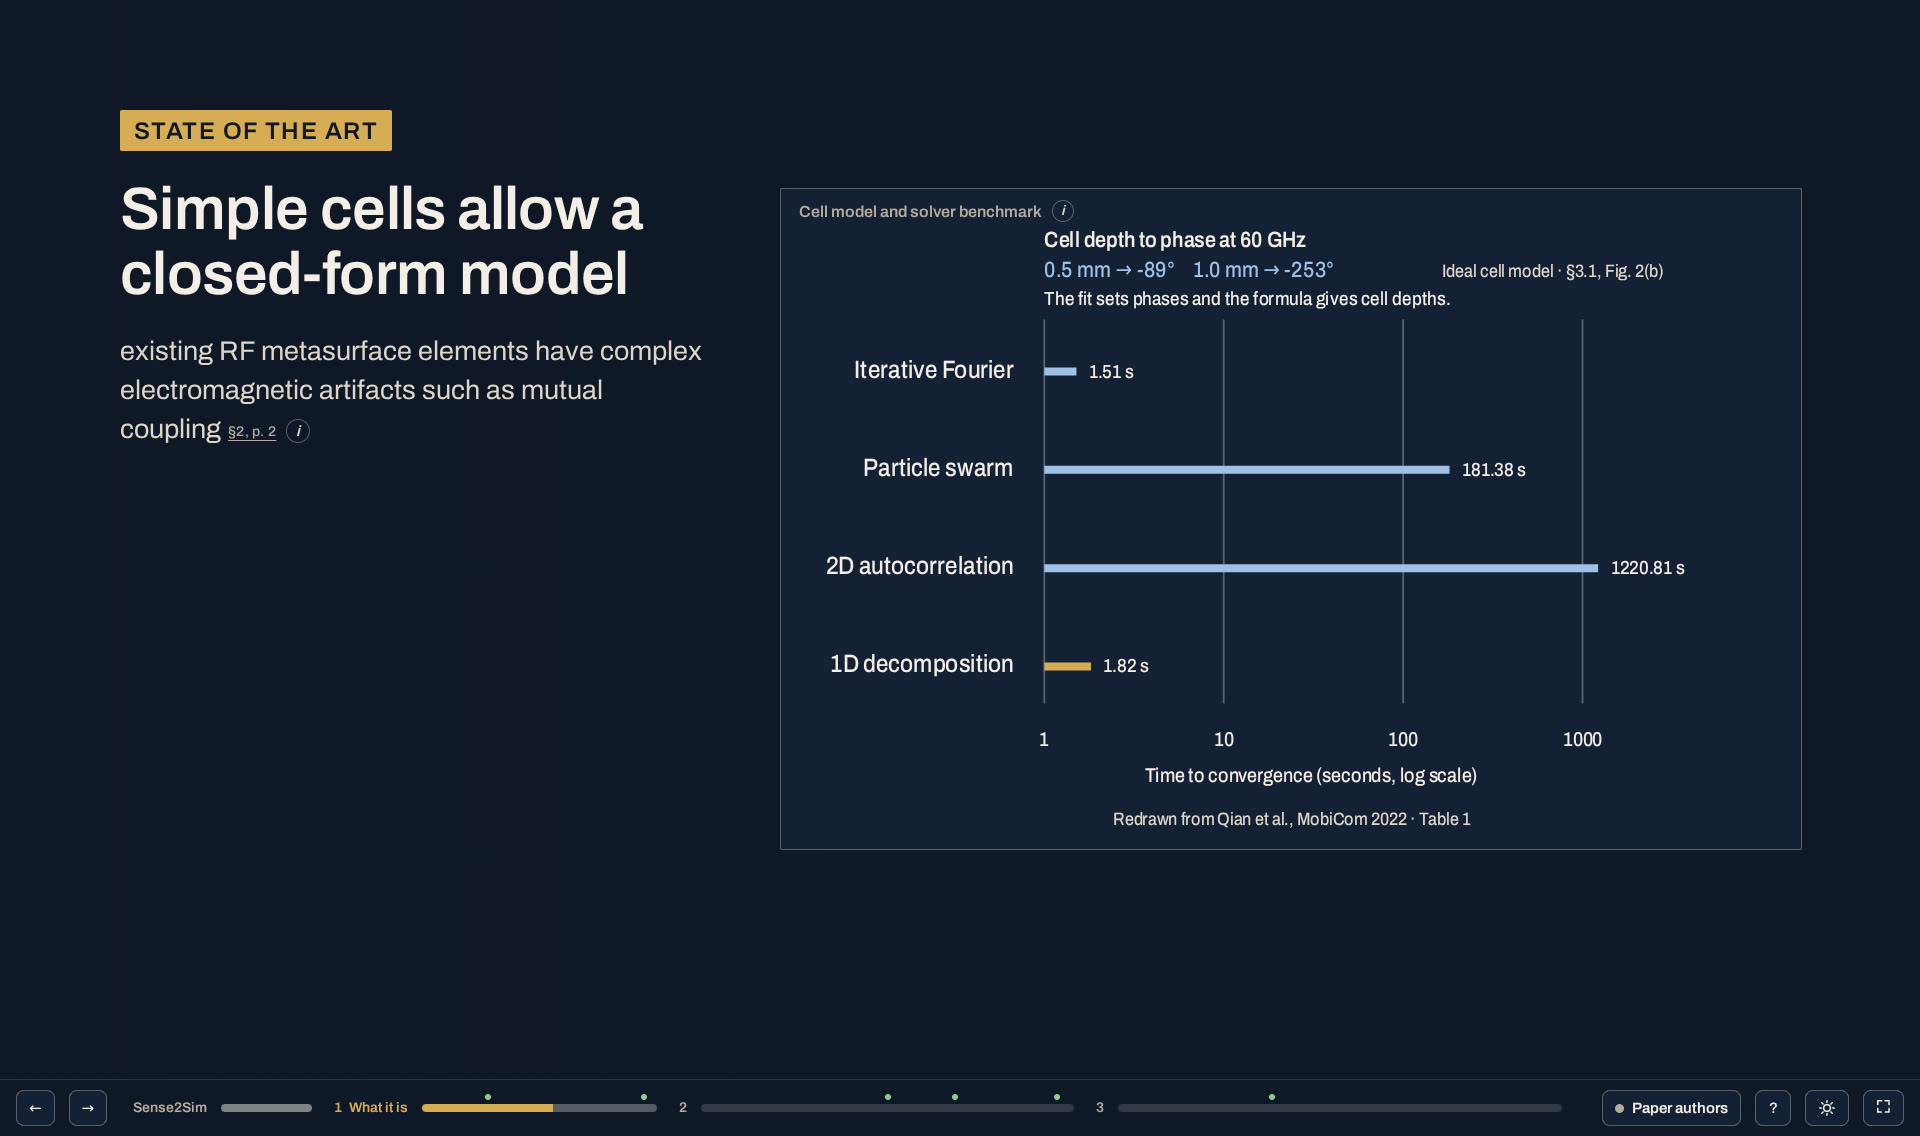 STATE OF THE ART
Simple cells allow a
closed-form model
existing RF metasurface elements have complex
electromagnetic artifacts such as mutual
coupling §2, p. 2 i
Cell model and solver benchmark i
Cell depth to phase at 60 GHz
0.5 mm → -89° 1.0 mm → -253°
Ideal cell model · §3.1, Fig. 2(b)
The fit sets phases and the formula gives cell depths.
Iterative Fourier 1.51 s
Particle swarm 181.38 s
2D autocorrelation 1220.81 s
1D decomposition 1.82 s
1 10 100 1000
Time to convergence (seconds, log scale)
Redrawn from Qian et al., MobiCom 2022 · Table 1
← → Sense2Sim 1 What it is 2 3 Paper authors ?